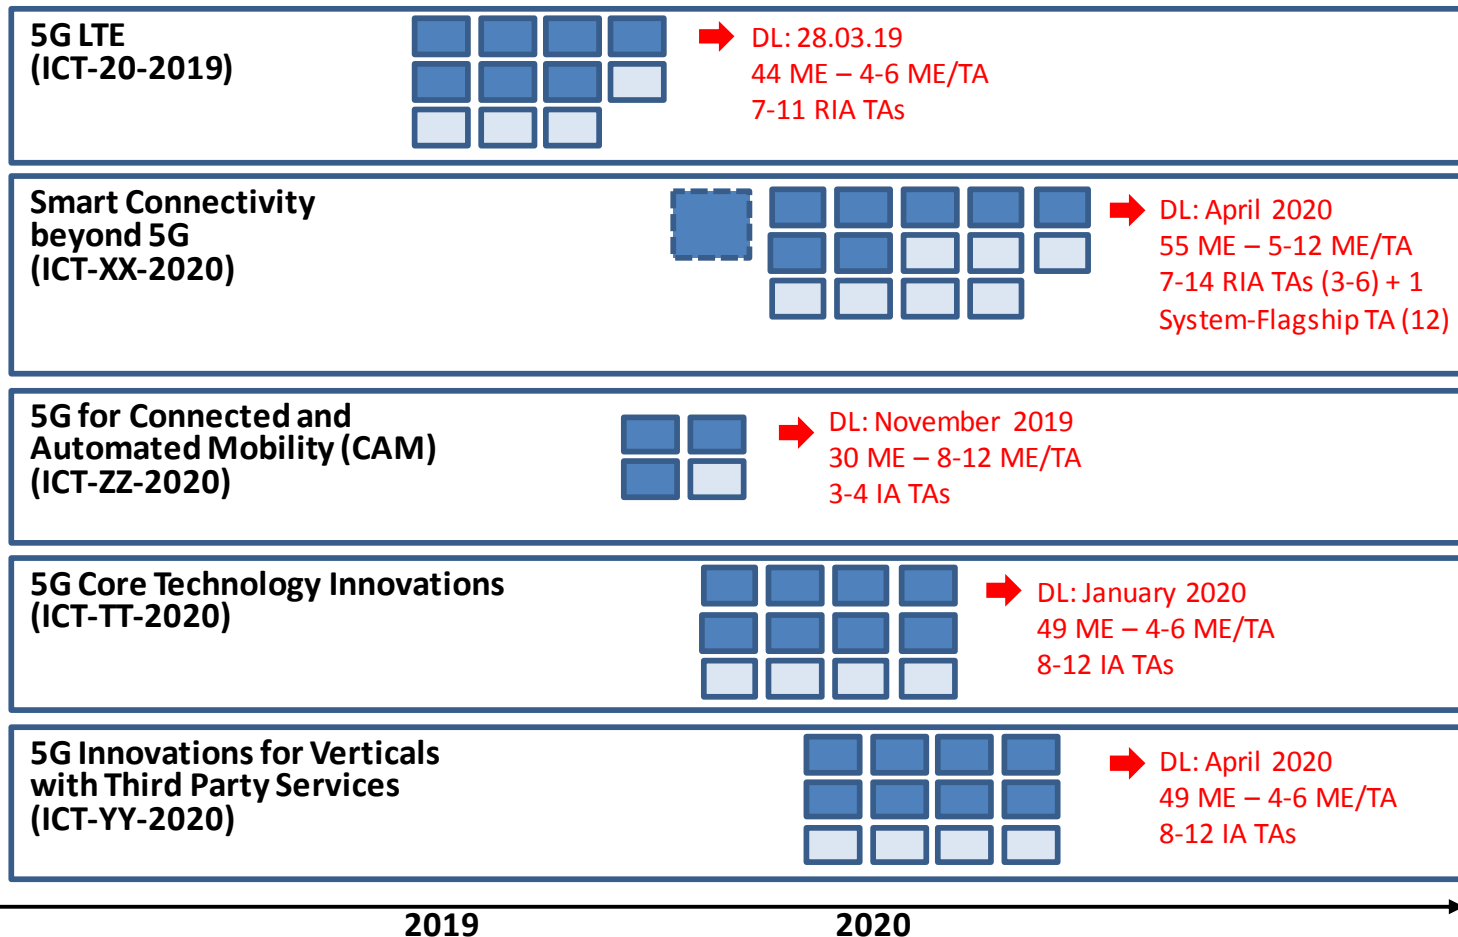 5G LTE
(ICT-20-2019)
DL: 28.03.19
44 ME – 4-6 ME/TA
7-11 RIA TAs
Smart Connectivity
beyond 5G
(ICT-XX-2020)
DL: April 2020
55 ME – 5-12 ME/TA
7-14 RIA TAs (3-6) + 1
System-Flagship TA (12)
5G for Connected and
Automated Mobility (CAM)
(ICT-ZZ-2020)
DL: November 2019
30 ME – 8-12 ME/TA
3-4 IA TAs
5G Core Technology Innovations
(ICT-TT-2020)
DL: January 2020
49 ME – 4-6 ME/TA
8-12 IA TAs
5G Innovations for Verticals
with Third Party Services
(ICT-YY-2020)
DL: April 2020
49 ME – 4-6 ME/TA
8-12 IA TAs
2019
2020